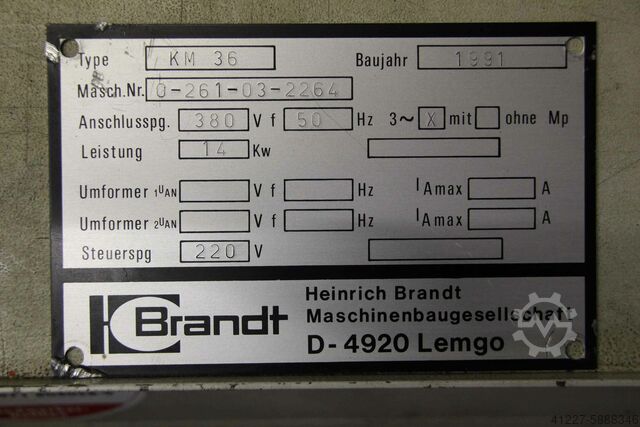 Type KM 36 Baujahr 1991
Masch.Nr. 0-261-03-2264
Anschlusspg. 380 V f 50 Hz 3~ X mit ohne Mp
Leistung 14 Kw
Umformer 1UAN V f Hz IAmax A
Umformer 2UAN V f Hz IAmax A
Steuerspg 220 V
Brandt
Heinrich Brandt
Maschinenbaugesellschaft
D-4920 Lemgo
41227-5888346